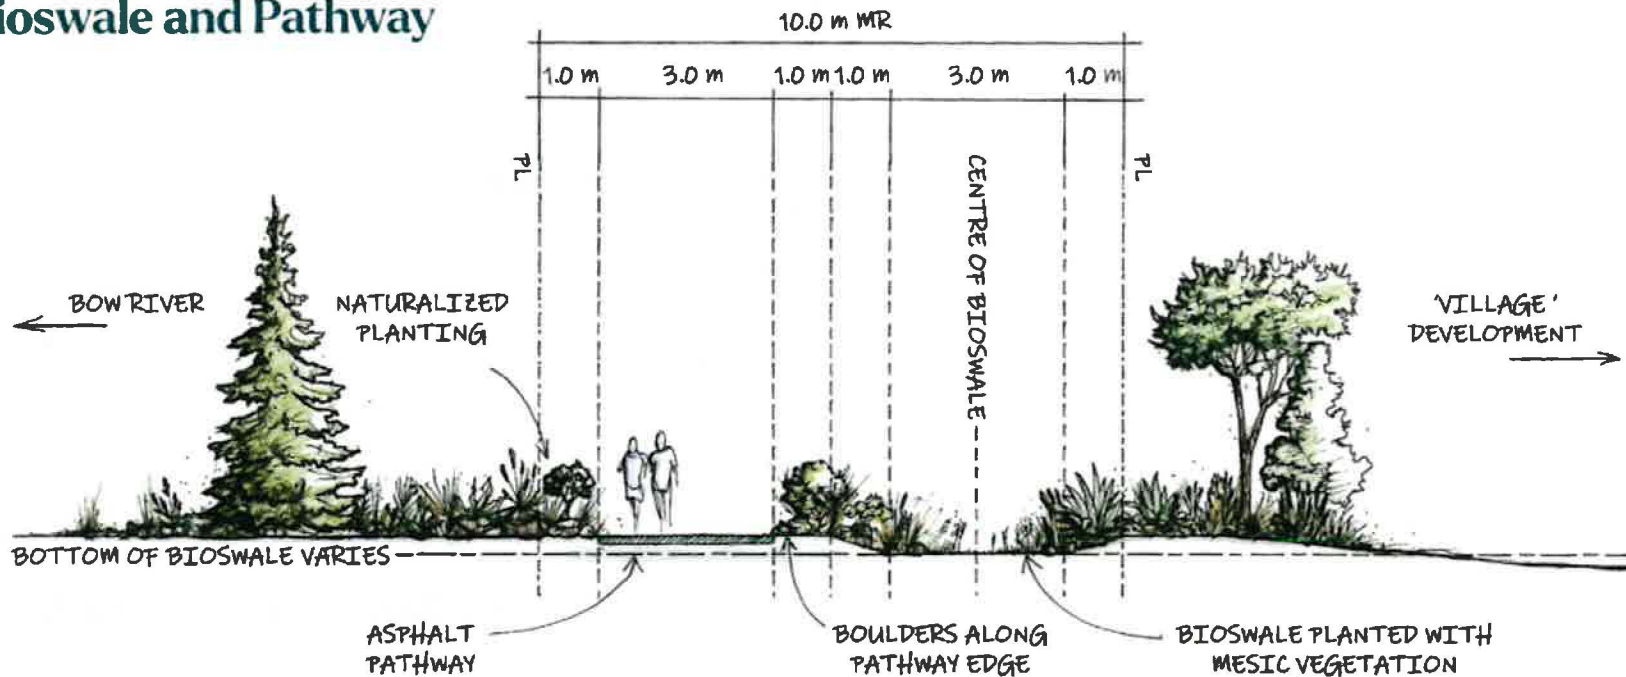 ioswale and Pathway
10.0 m MR
1.0 m 3.0 m 1.0 m 1.0 m 3.0 m 1.0 m
PL
CENTRE OF BIOSWALE
PL
BOW RIVER
NATURALIZED
PLANTING
'VILLAGE'
DEVELOPMENT
BOTTOM OF BIOSWALE VARIES
ASPHALT
PATHWAY
BOULDERS ALONG
PATHWAY EDGE
BIOSWALE PLANTED WITH
MESIC VEGETATION